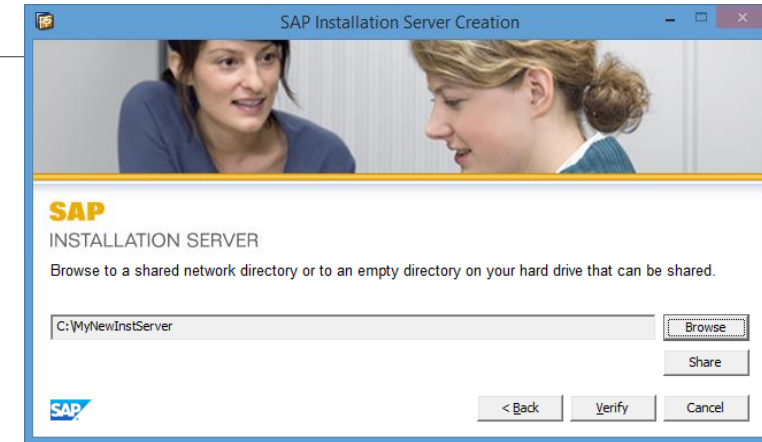 SAP Installation Server Creation
SAP
INSTALLATION SERVER
Browse to a shared network directory or to an empty directory on your hard drive that can be shared.
C:\MyNewInstServer
Browse
Share
SAP
< Back
Verify
Cancel